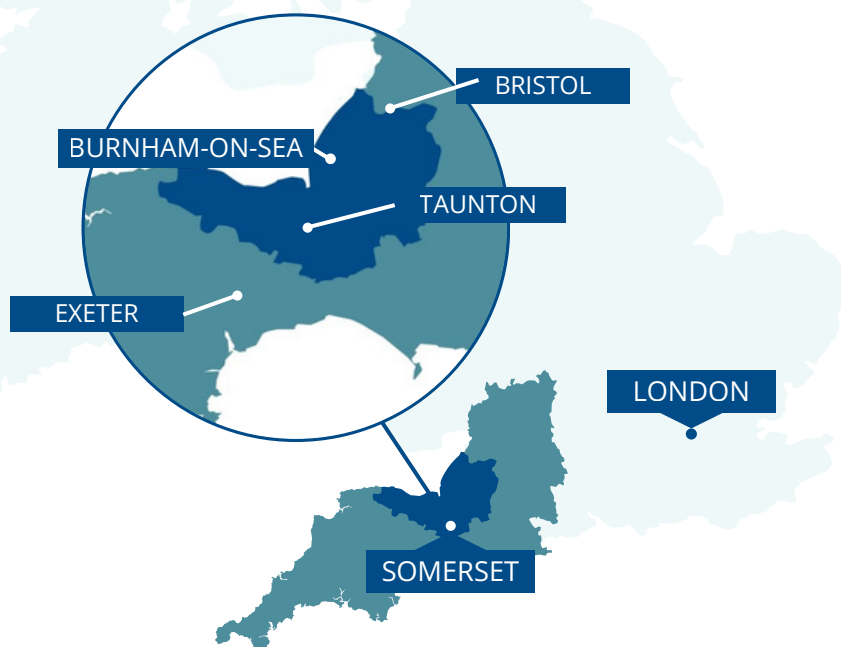 BRISTOL
BURNHAM-ON-SEA
TAUNTON
EXETER
LONDON
SOMERSET